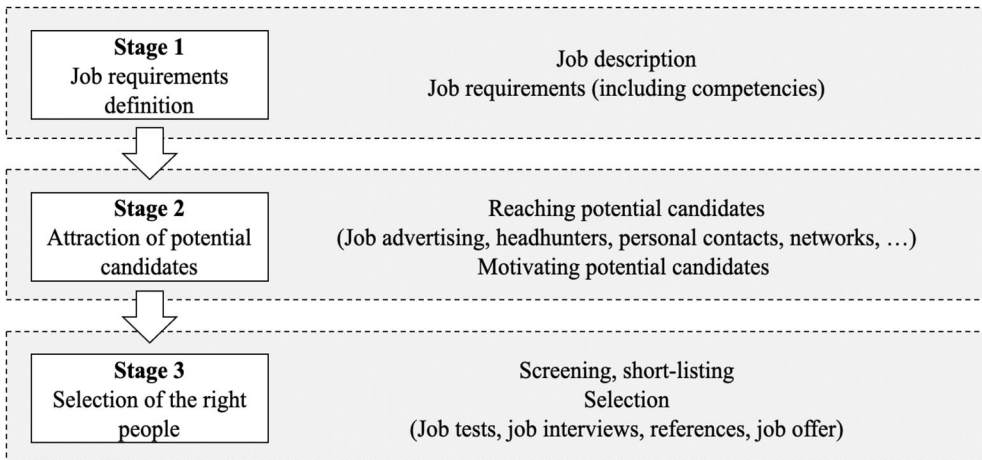 Stage 1
Job requirements
definition
Job description
Job requirements (including competencies)
Stage 2
Attraction of potential
candidates
Reaching potential candidates
(Job advertising, headhunters, personal contacts, networks, …)
Motivating potential candidates
Stage 3
Selection of the right
people
Screening, short-listing
Selection
(Job tests, job interviews, references, job offer)